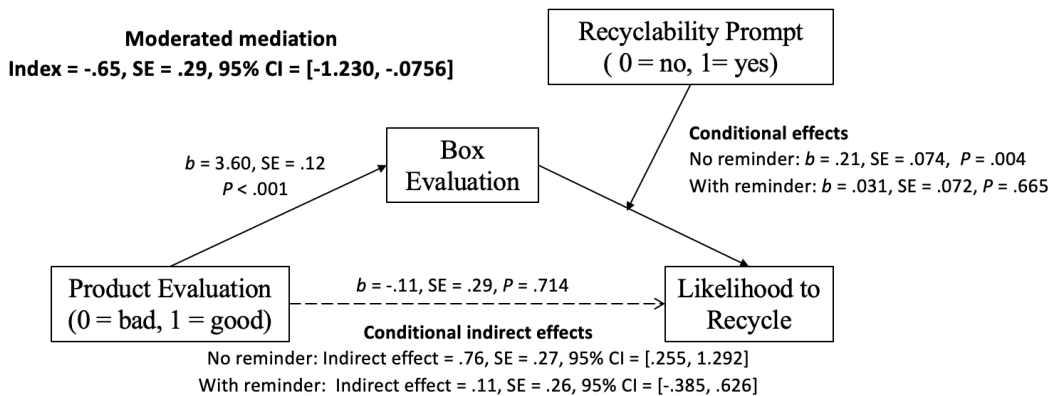 Moderated mediation
Index = -.65, SE = .29, 95% CI = [-1.230, -.0756]
Recyclability Prompt
( 0 = no, 1= yes)
Conditional effects
No reminder: b = .21, SE = .074, P = .004
With reminder: b = .031, SE = .072, P = .665
b = 3.60, SE = .12
P < .001
Box
Evaluation
Product Evaluation
(0 = bad, 1 = good)
b = -.11, SE = .29, P = .714
Likelihood to
Recycle
Conditional indirect effects
No reminder: Indirect effect = .76, SE = .27, 95% CI = [.255, 1.292]
With reminder: Indirect effect = .11, SE = .26, 95% CI = [-.385, .626]